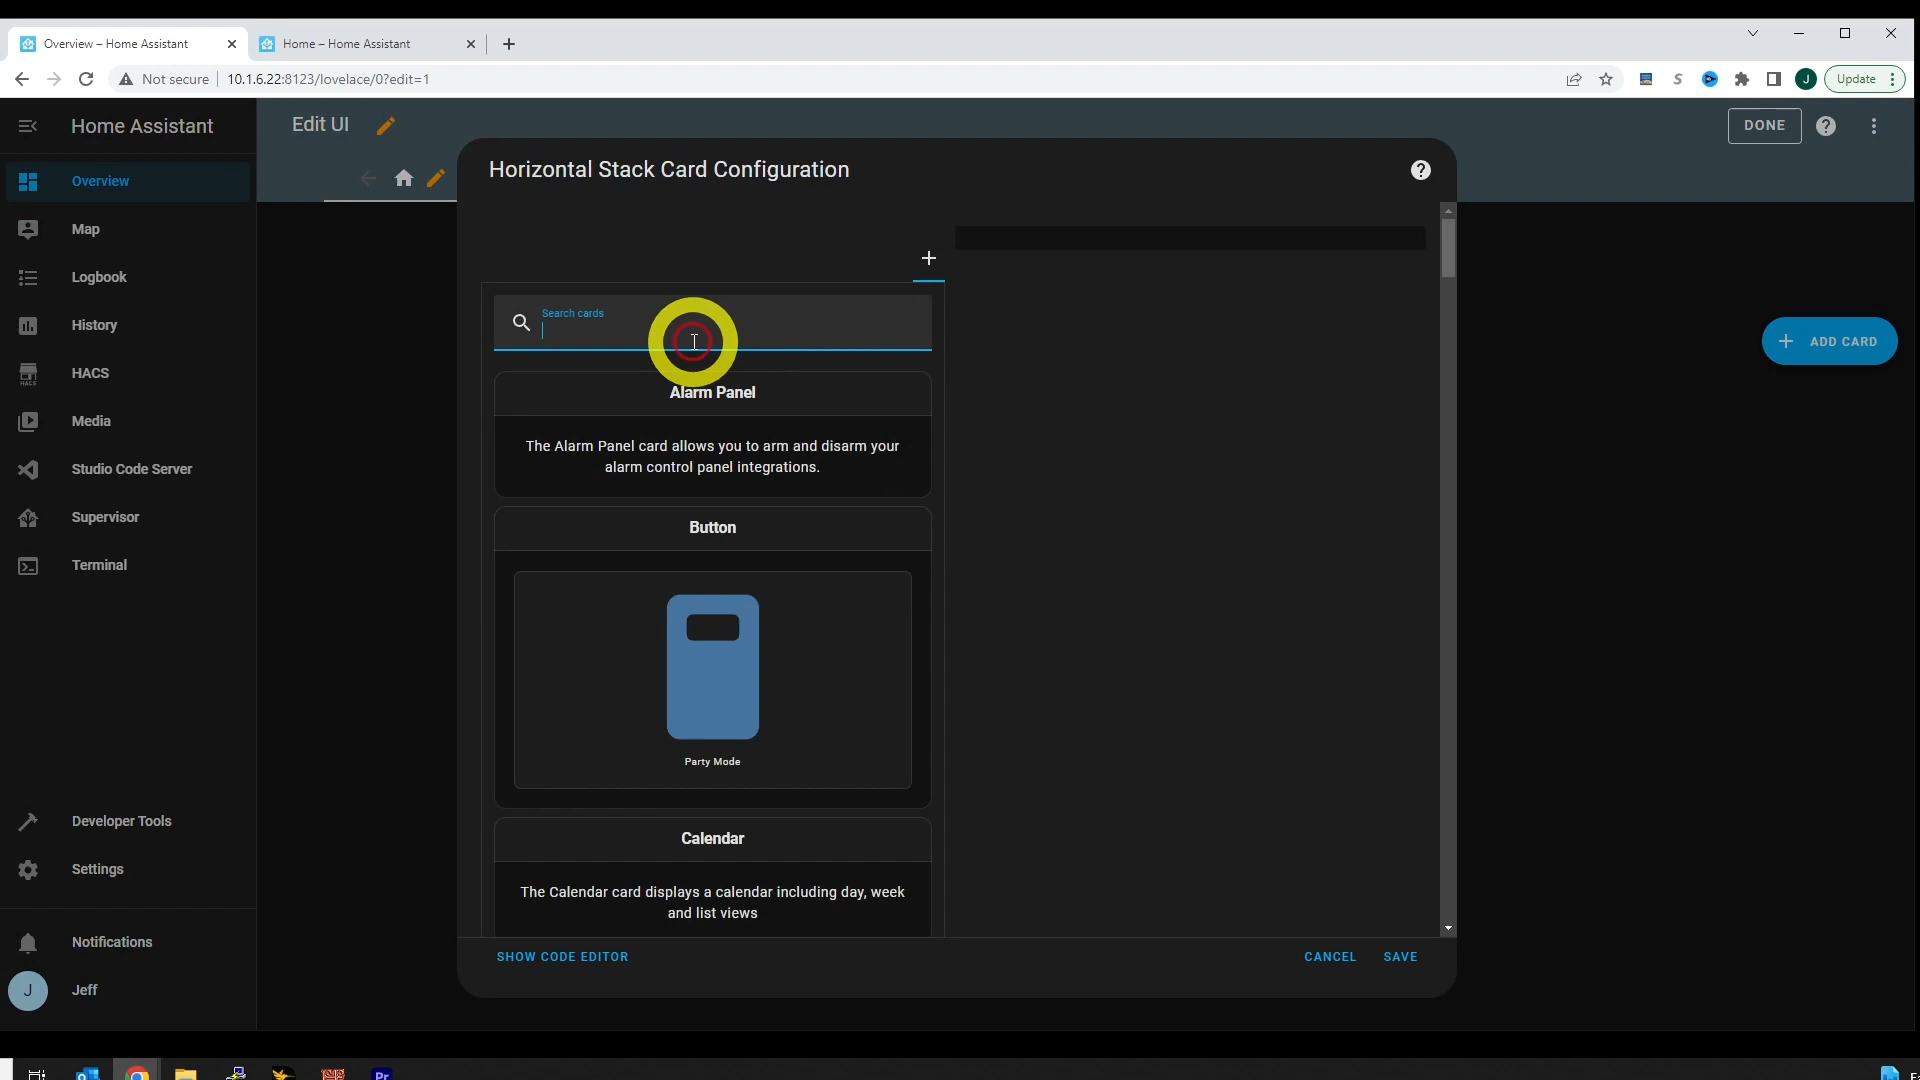 Overview – Home Assistant
Home – Home Assistant
Not secure
10.1.6.22:8123/lovelace/0?edit=1
S
J
Update
Home Assistant
Edit UI
DONE
Horizontal Stack Card Configuration
Overview
Map
Logbook
History
HACS
HACS
Media
Studio Code Server
Supervisor
Terminal
Developer Tools
Settings
Notifications
J
Jeff
Search cards
ADD CARD
Alarm Panel
The Alarm Panel card allows you to arm and disarm your
alarm control panel integrations.
Button
Party Mode
Calendar
The Calendar card displays a calendar including day, week
and list views
SHOW CODE EDITOR
CANCEL
SAVE
Pr